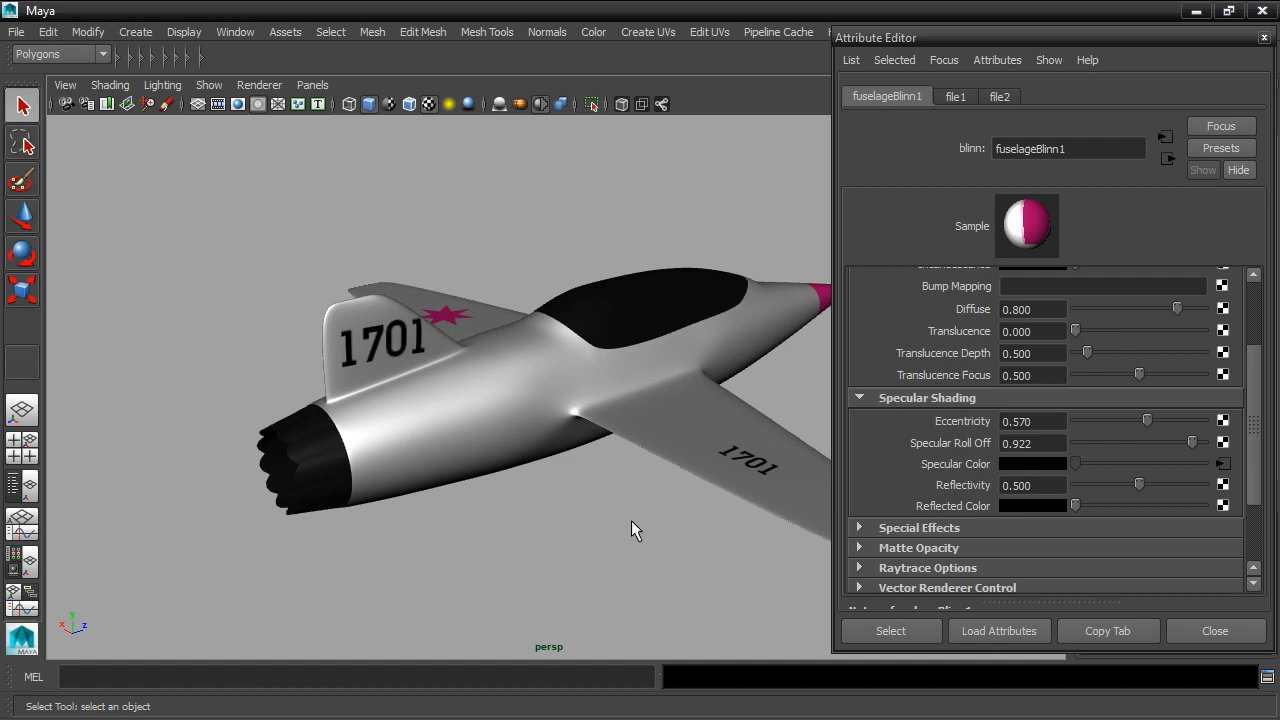 Maya
File Edit Modify Create Display Window Assets Select Mesh Edit Mesh Mesh Tools Normals Color Create UVs Edit UVs Pipeline Cache
Attribute Editor
Polygons
List Selected Focus Attributes Show Help
View Shading Lighting Show Renderer Panels
fuselageBlinn1 file1 file2
Focus
blinn: fuselageBlinn1
Presets
Show Hide
Sample
Bump Mapping
Diffuse 0.800
Translucence 0.000
Translucence Depth 0.500
Translucence Focus 0.500
Specular Shading
Eccentricity 0.570
Specular Roll Off 0.922
Specular Color
Reflectivity 0.500
Reflected Color
Special Effects
Matte Opacity
Raytrace Options
Vector Renderer Control
1701
1701
Select Load Attributes Copy Tab Close
y
x z
persp
MAYA
MEL
Select Tool: select an object